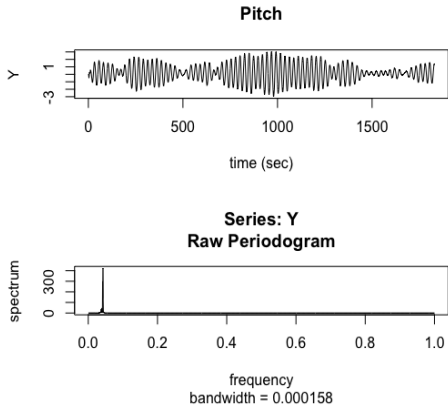 Pitch
1
-3
Y
0
500
1000
1500
time (sec)
Series: Y
Raw Periodogram
300
0
spectrum
0.0
0.2
0.4
0.6
0.8
1.0
frequency
bandwidth = 0.000158